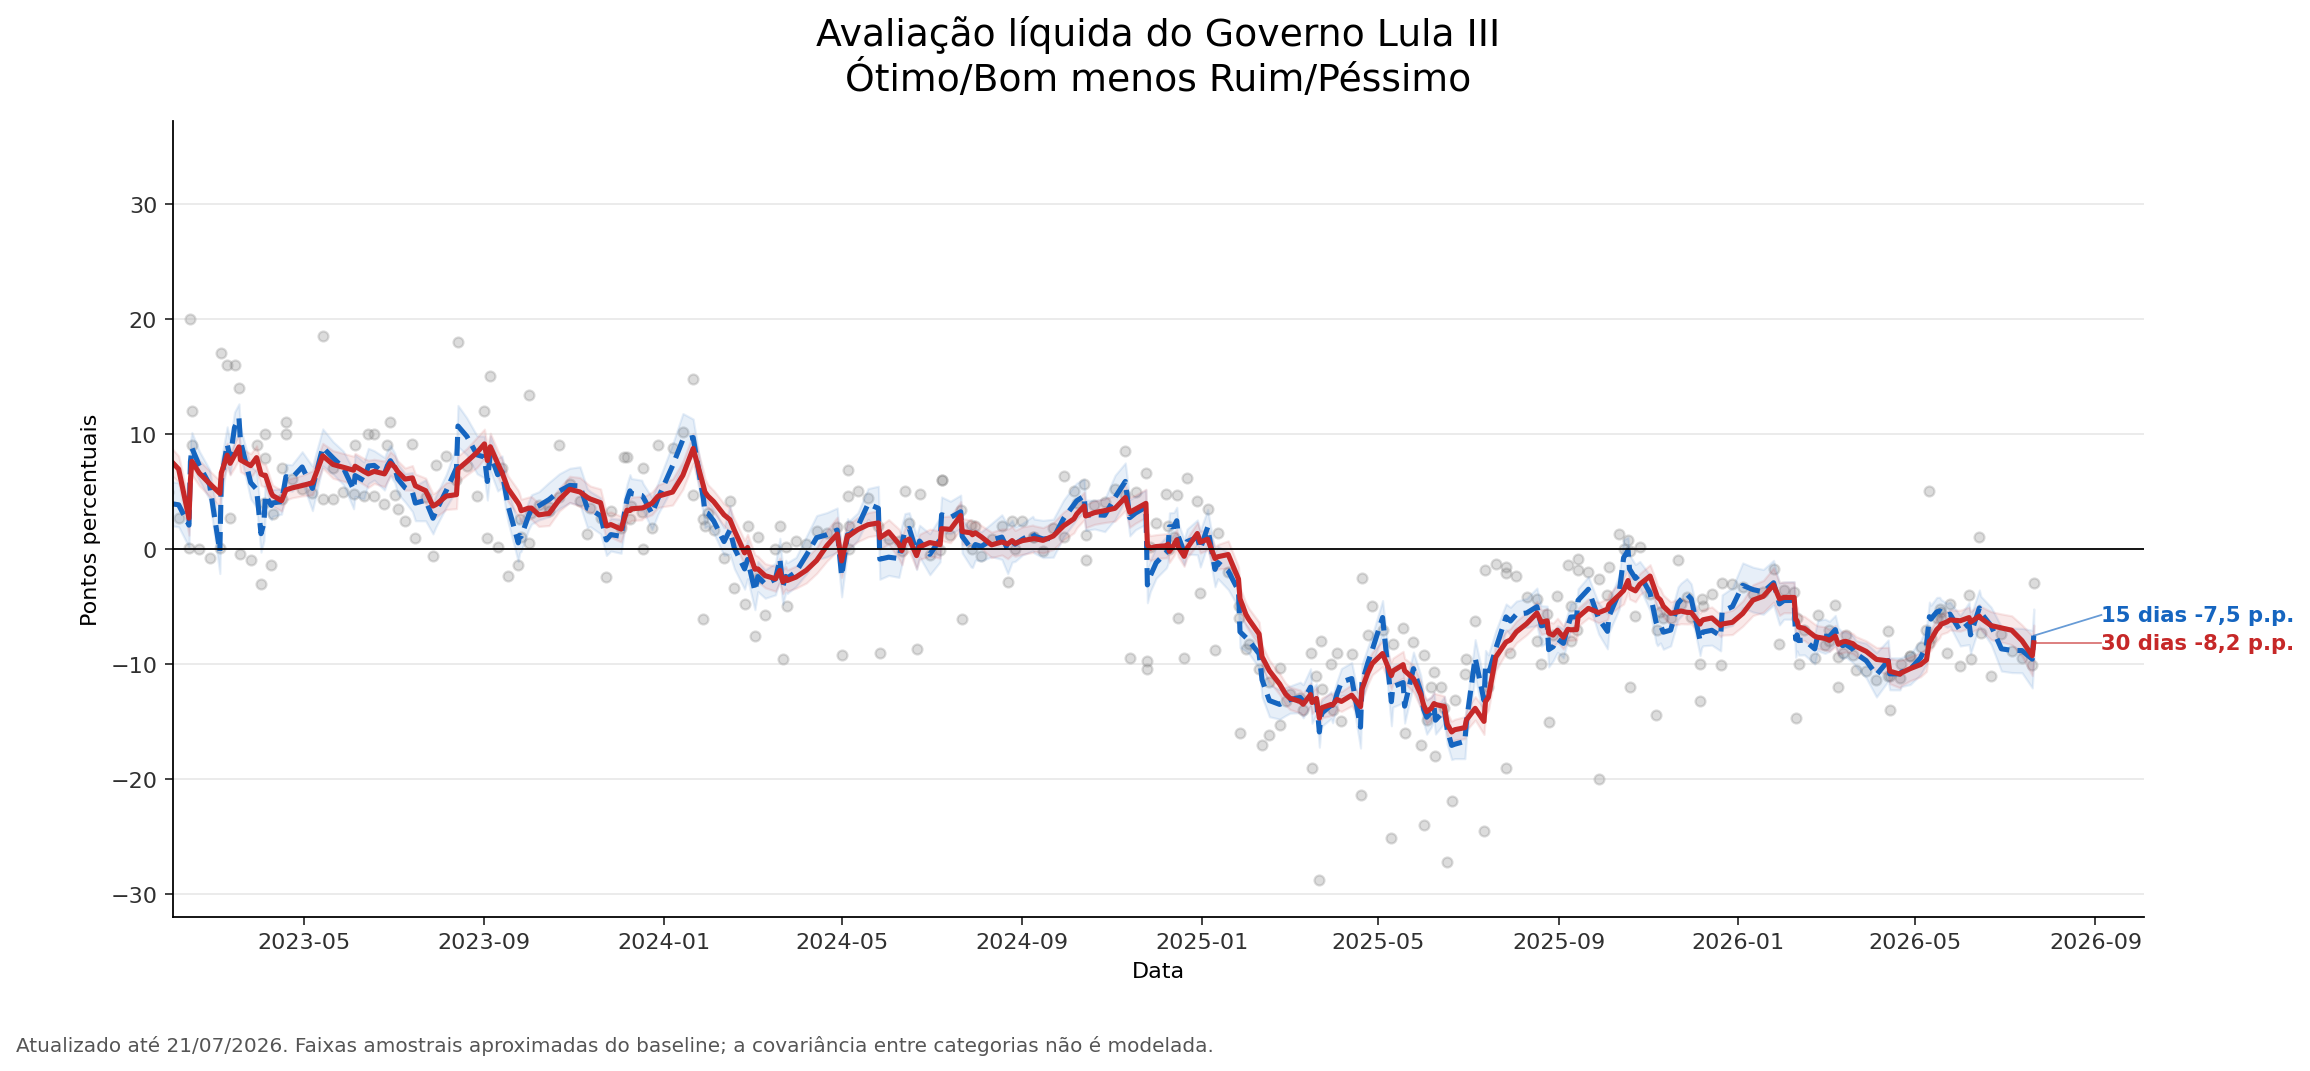 Avaliação líquida do Governo Lula III
Ótimo/Bom menos Ruim/Péssimo
Pontos percentuais
30
20
10
0
−10
−20
−30
15 dias -7,5 p.p.
30 dias -8,2 p.p.
2023-05 2023-09 2024-01 2024-05 2024-09 2025-01 2025-05 2025-09 2026-01 2026-05 2026-09
Data
Atualizado até 21/07/2026. Faixas amostrais aproximadas do baseline; a covariância entre categorias não é modelada.